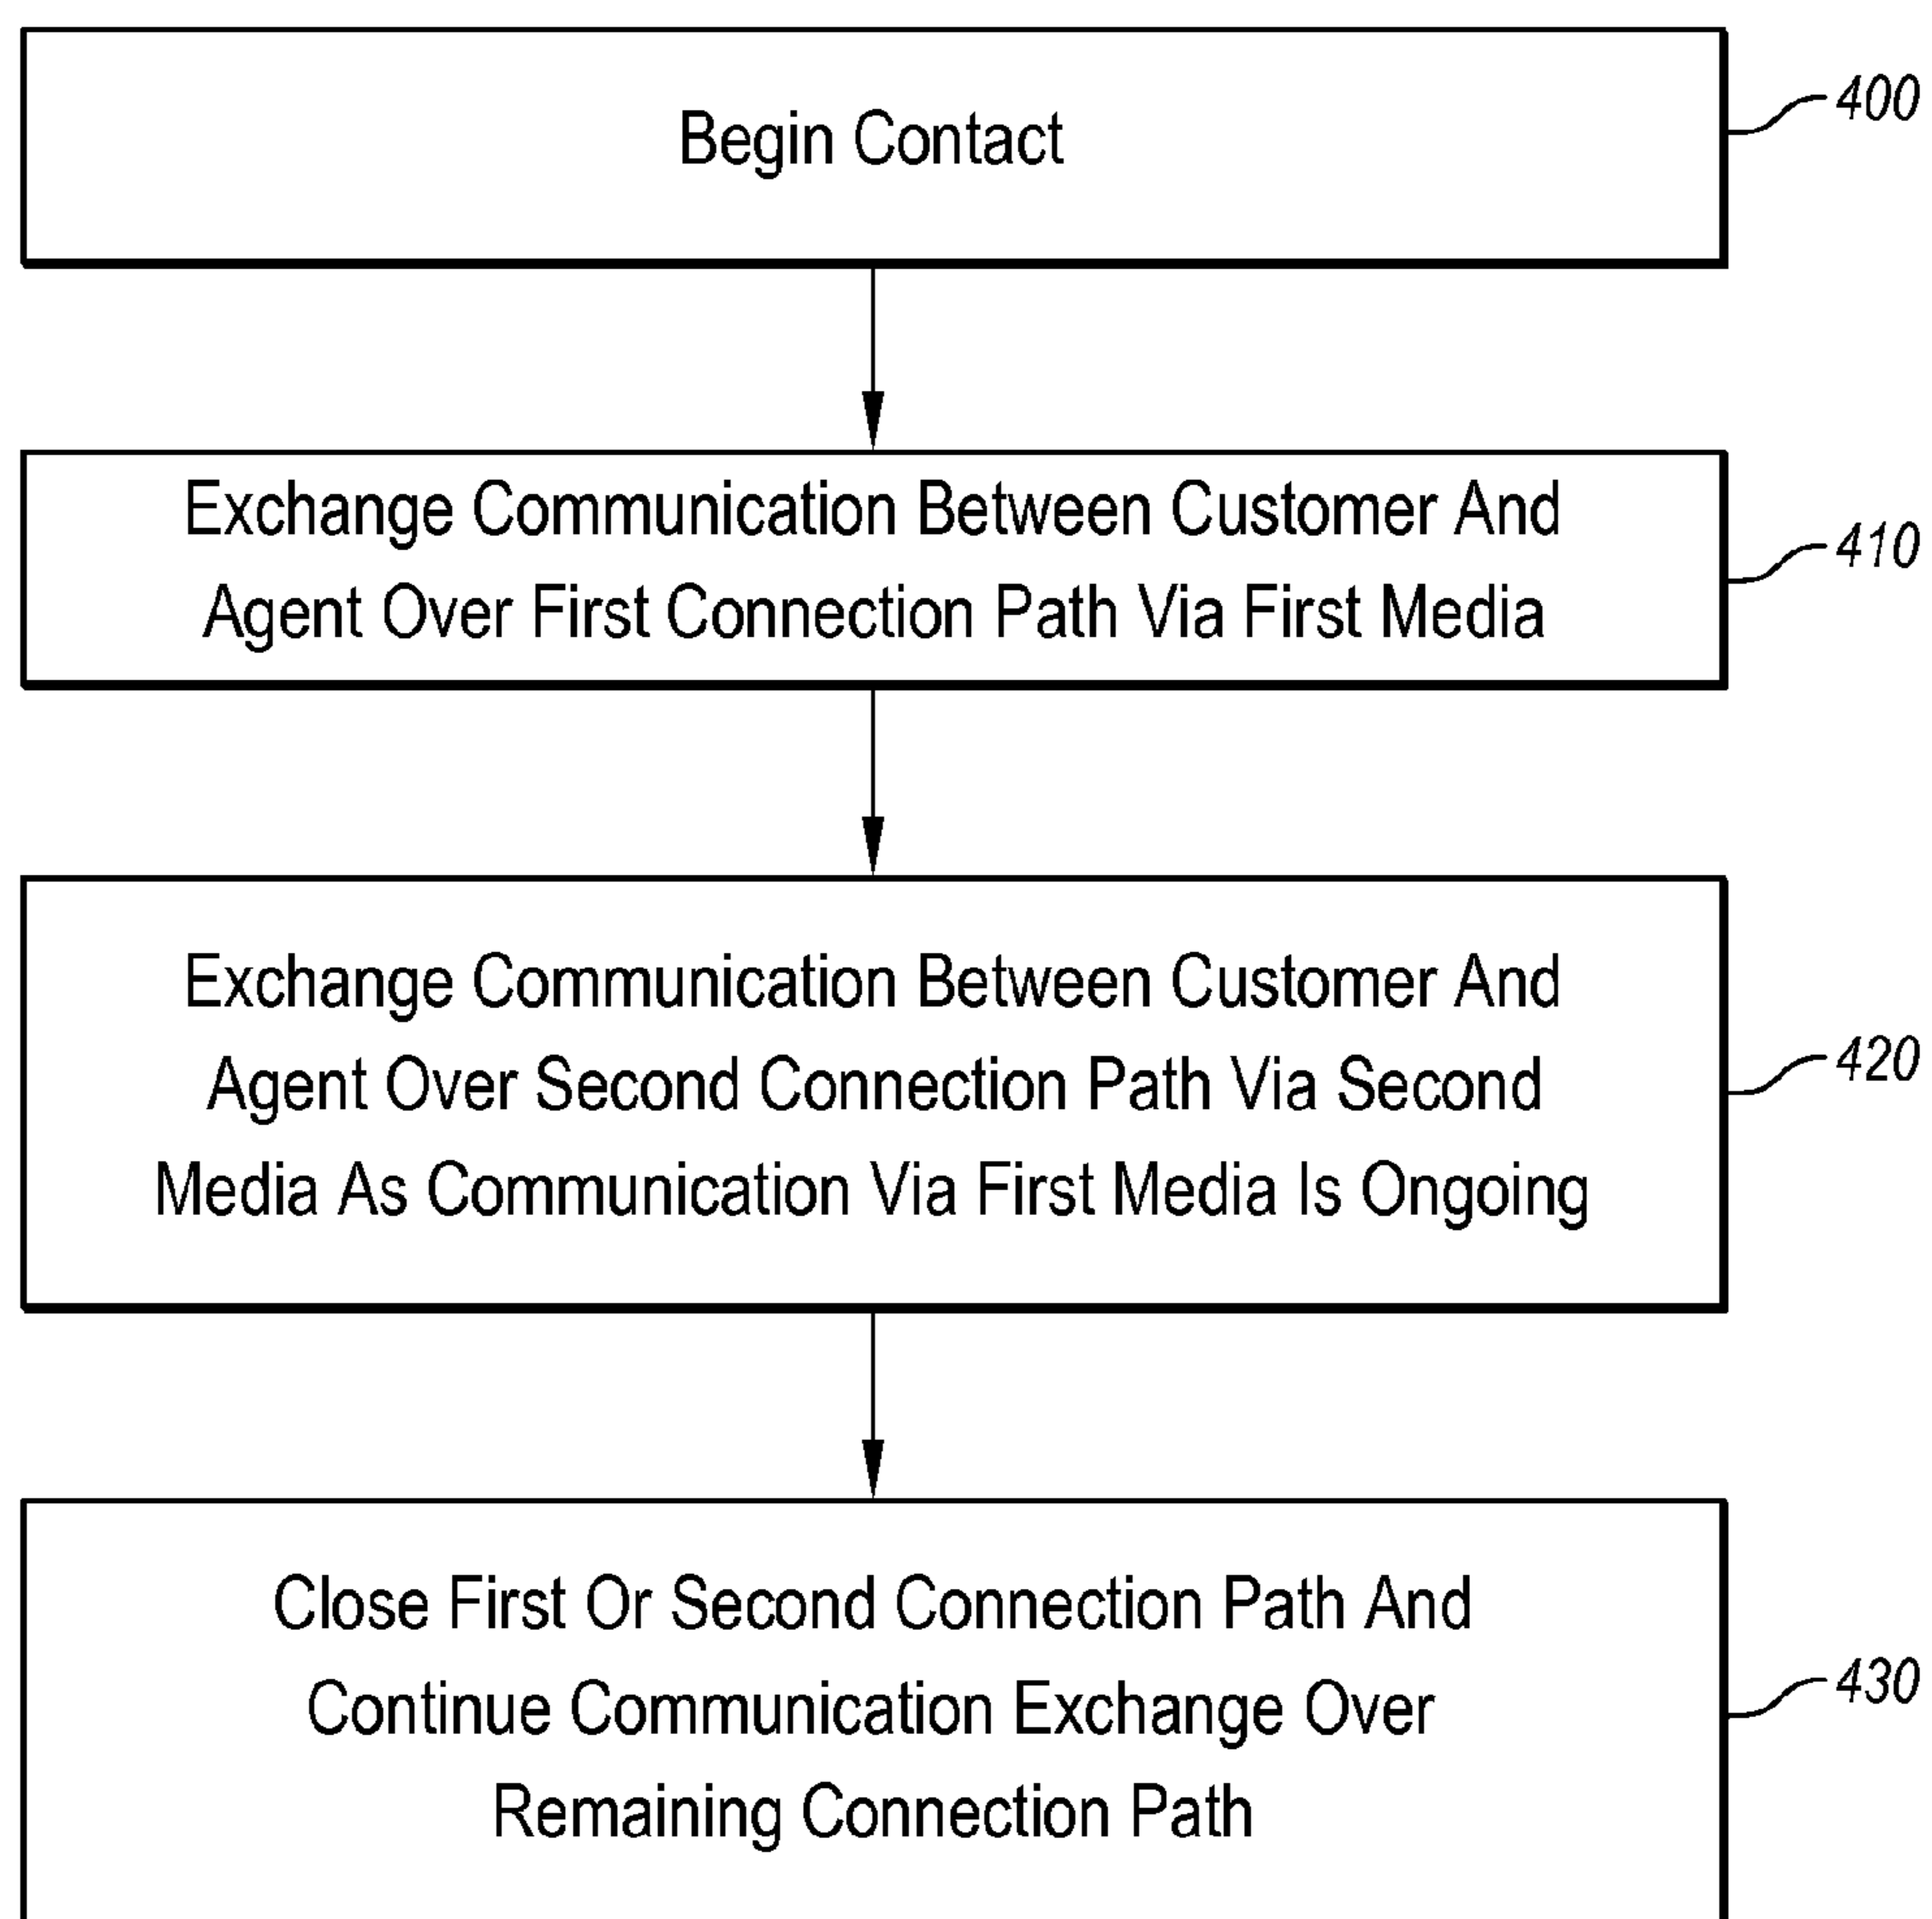 Begin Contact
400
Exchange Communication Between Customer And
Agent Over First Connection Path Via First Media
410
Exchange Communication Between Customer And
Agent Over Second Connection Path Via Second
Media As Communication Via First Media Is Ongoing
420
Close First Or Second Connection Path And
Continue Communication Exchange Over
Remaining Connection Path
430